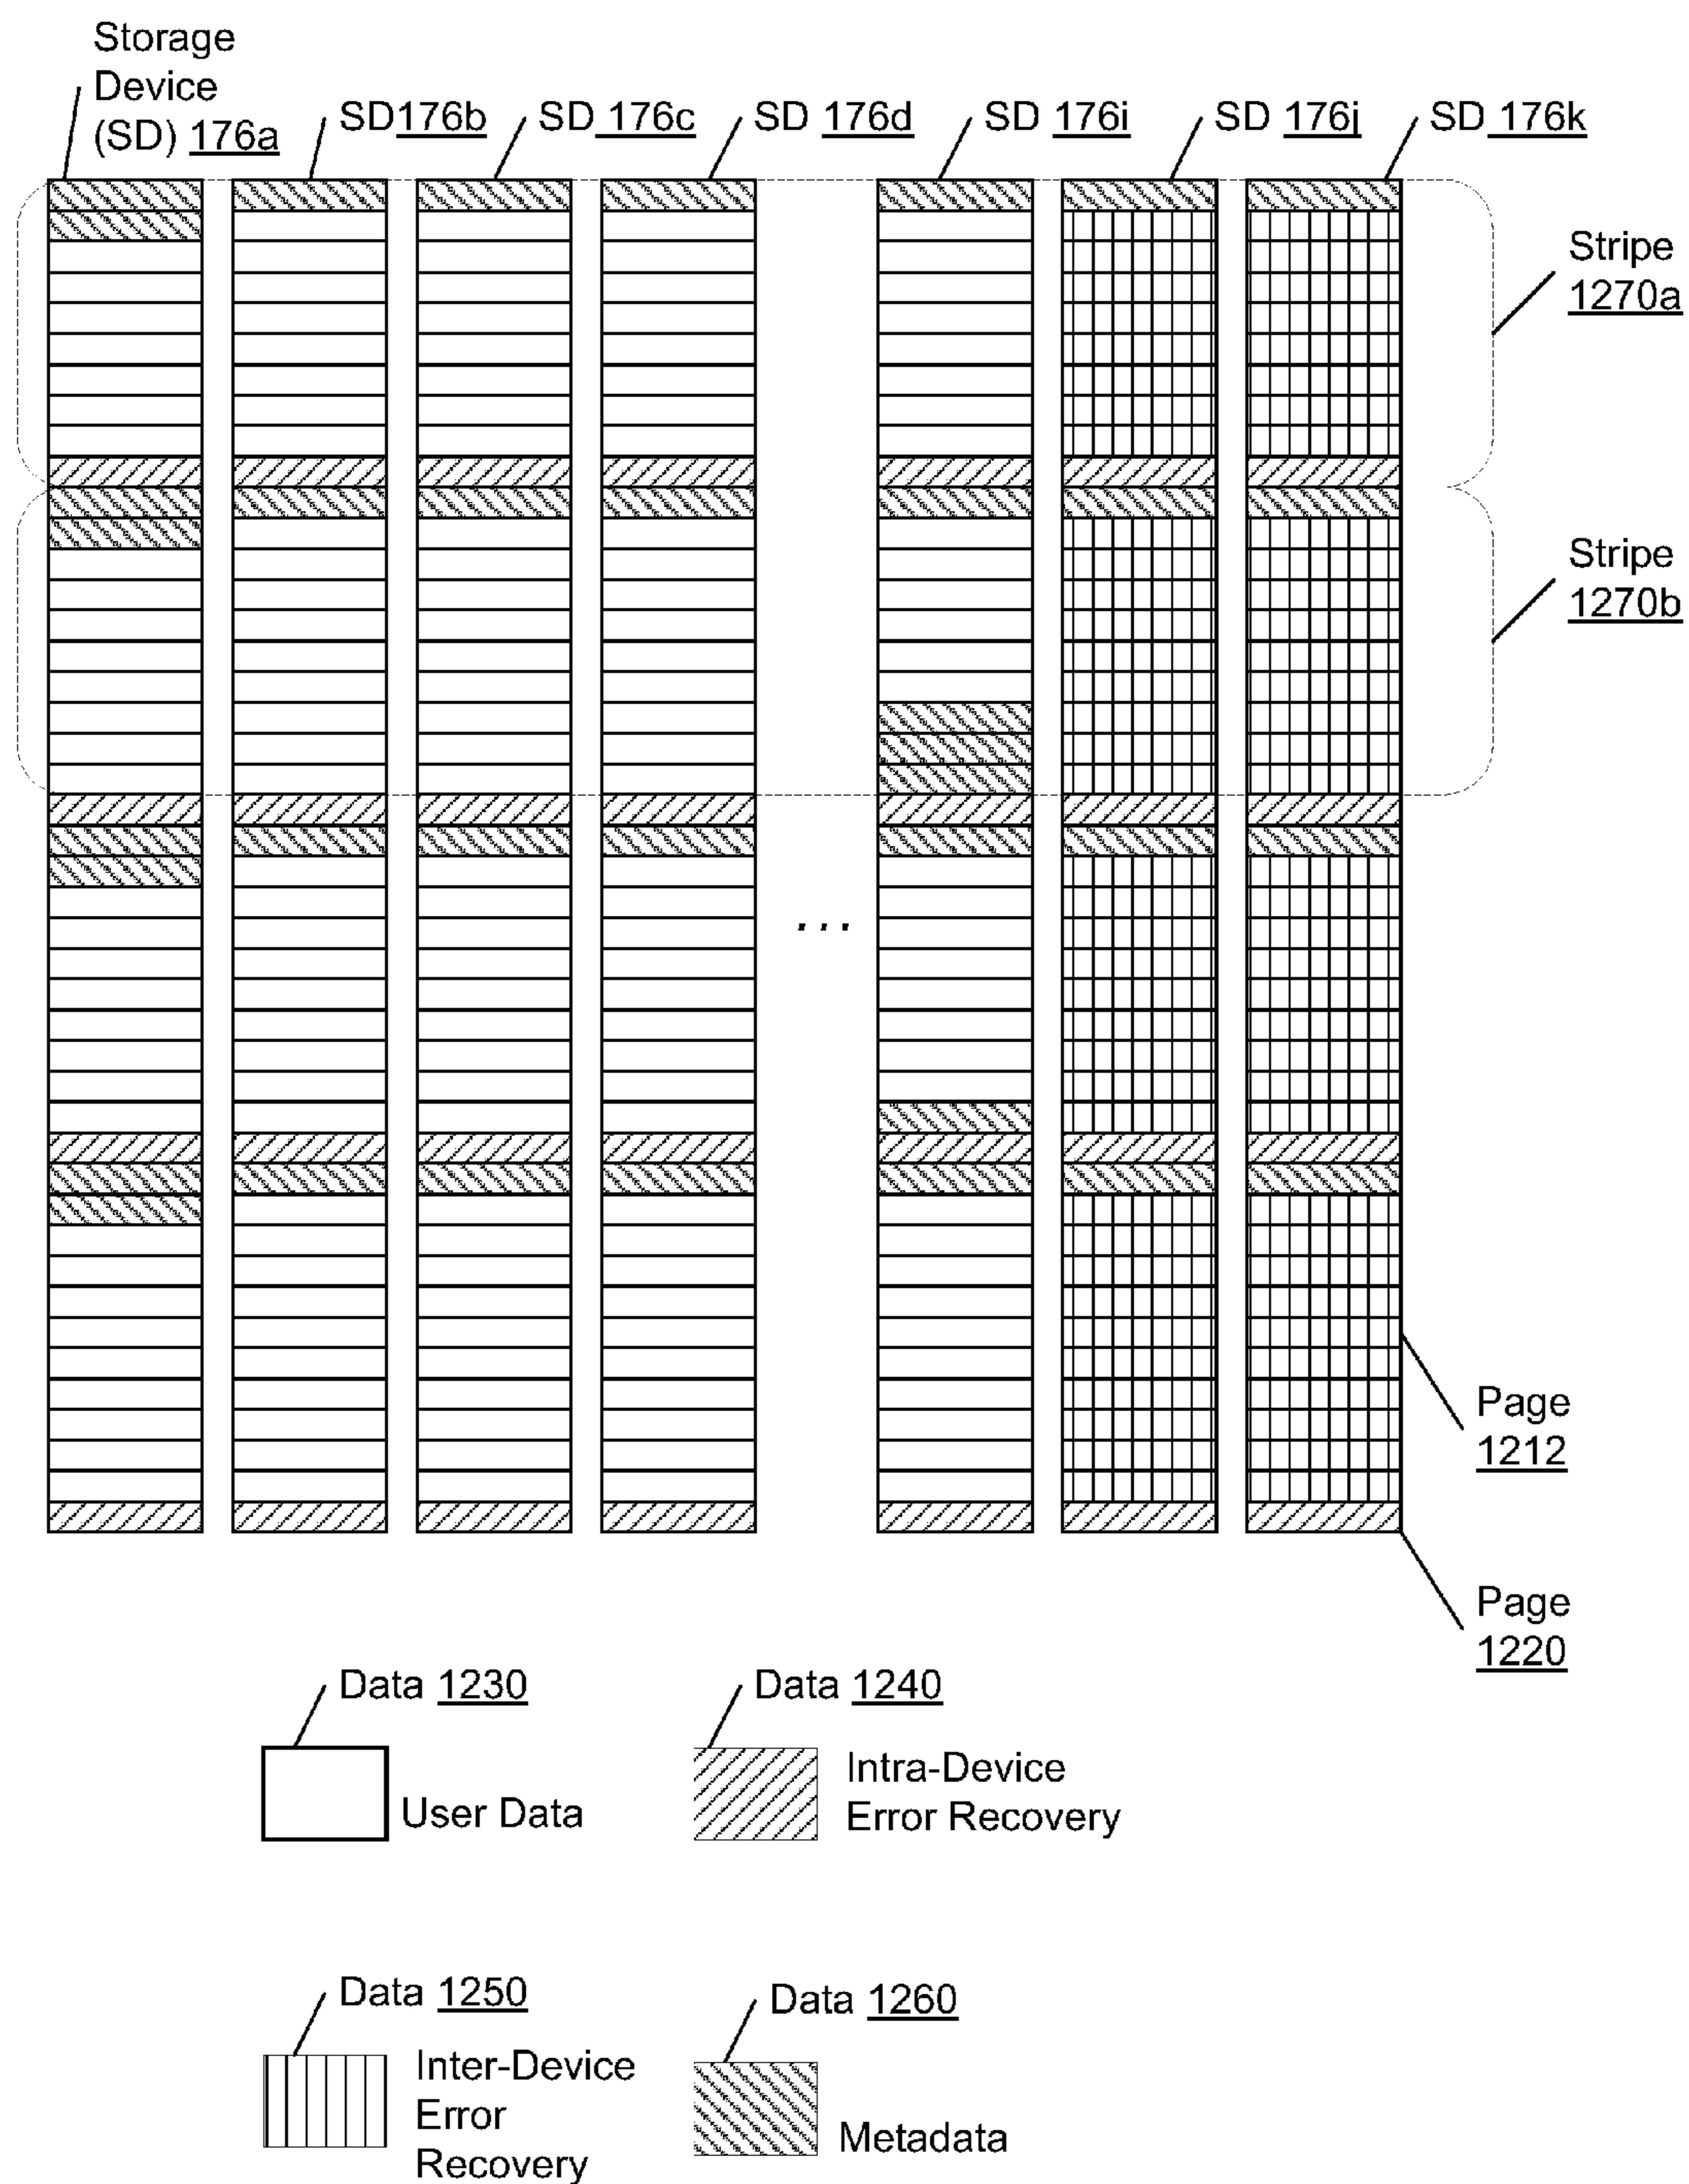 Storage
Device
(SD) 176a
SD176b
SD 176c
SD 176d
SD 176i
SD 176j
SD 176k
Stripe
1270a
Stripe
1270b
. . .
Page
1212
Page
1220
Data 1230
User Data
Data 1240
Intra-Device
Error Recovery
Data 1250
Inter-Device
Error
Recovery
Data 1260
Metadata